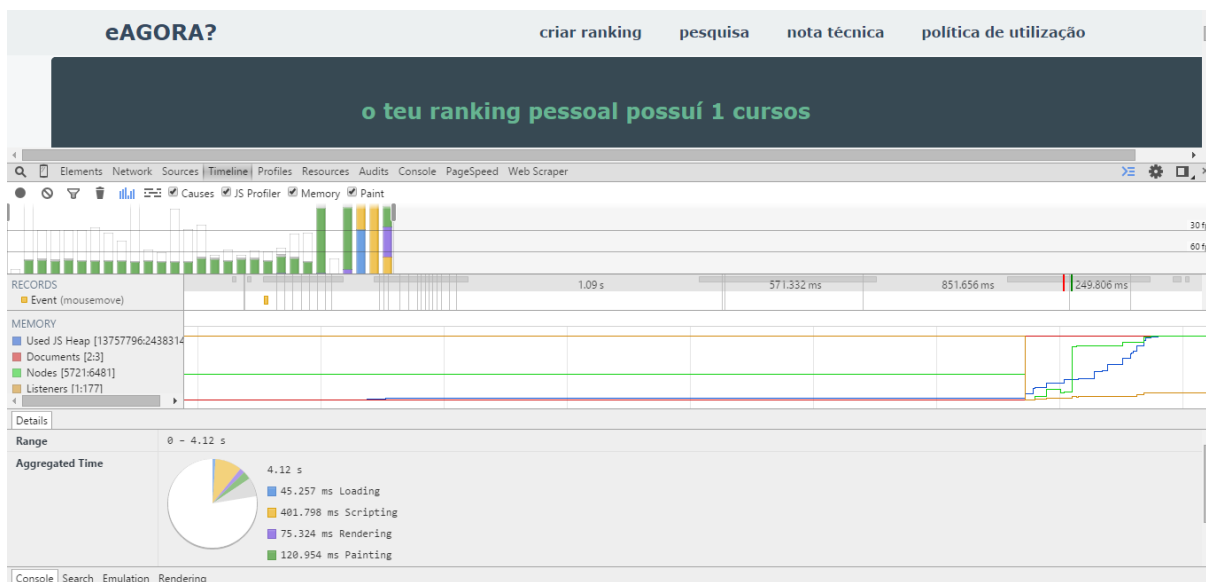 eAGORA? criar ranking pesquisa nota técnica política de utilização
o teu ranking pessoal possuí 1 cursos
Elements Network Sources Timeline Profiles Resources Audits Console PageSpeed Web Scraper
Causes JS Profiler Memory Paint
30 fp
60 fp
RECORDS 1.09 s 571.332 ms 851.656 ms 249.806 ms
Event (mousemove)
MEMORY
Used JS Heap [13757796:2438314
Documents [2:3]
Nodes [5721:6481]
Listeners [1:177]
Details
Range 0 – 4.12 s
Aggregated Time
4.12 s
45.257 ms Loading
401.798 ms Scripting
75.324 ms Rendering
120.954 ms Painting
Console Search Emulation Rendering